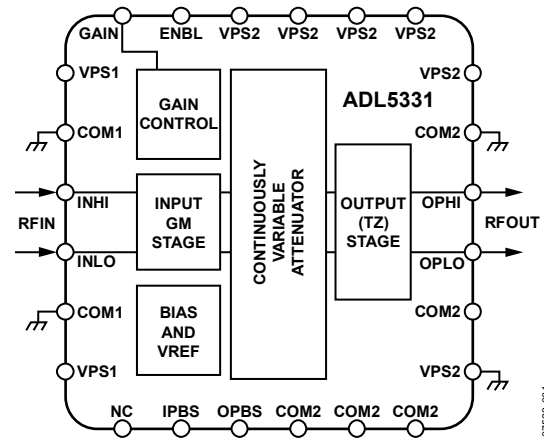 GAIN ENBL VPS2 VPS2 VPS2 VPS2
VPS1
VPS2
GAIN
CONTROL
ADL5331
COM1
COM2
CONTINUOUSLY
VARIABLE
ATTENUATOR
INHI
OPHI
RFIN
INPUT
GM
STAGE
OUTPUT
(TZ)
STAGE
RFOUT
INLO
OPLO
COM1
COM2
BIAS
AND
VREF
VPS1
VPS2
NC IPBS OPBS COM2 COM2 COM2